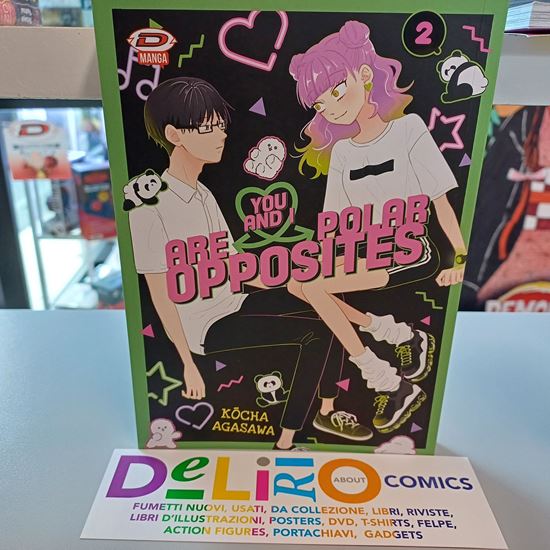 D
MANGA
2
YOU
AND I
ARE POLAR
OPPOSITES
KŌCHA
AGASAWA
DeLiRiO ABOUT COMICS
FUMETTI NUOVI, USATI, DA COLLEZIONE, LIBRI, RIVISTE,
LIBRI D'ILLUSTRAZIONI, POSTERS, DVD, T-SHIRTS, FELPE,
ACTION FIGURES, PORTACHIAVI, GADGETS